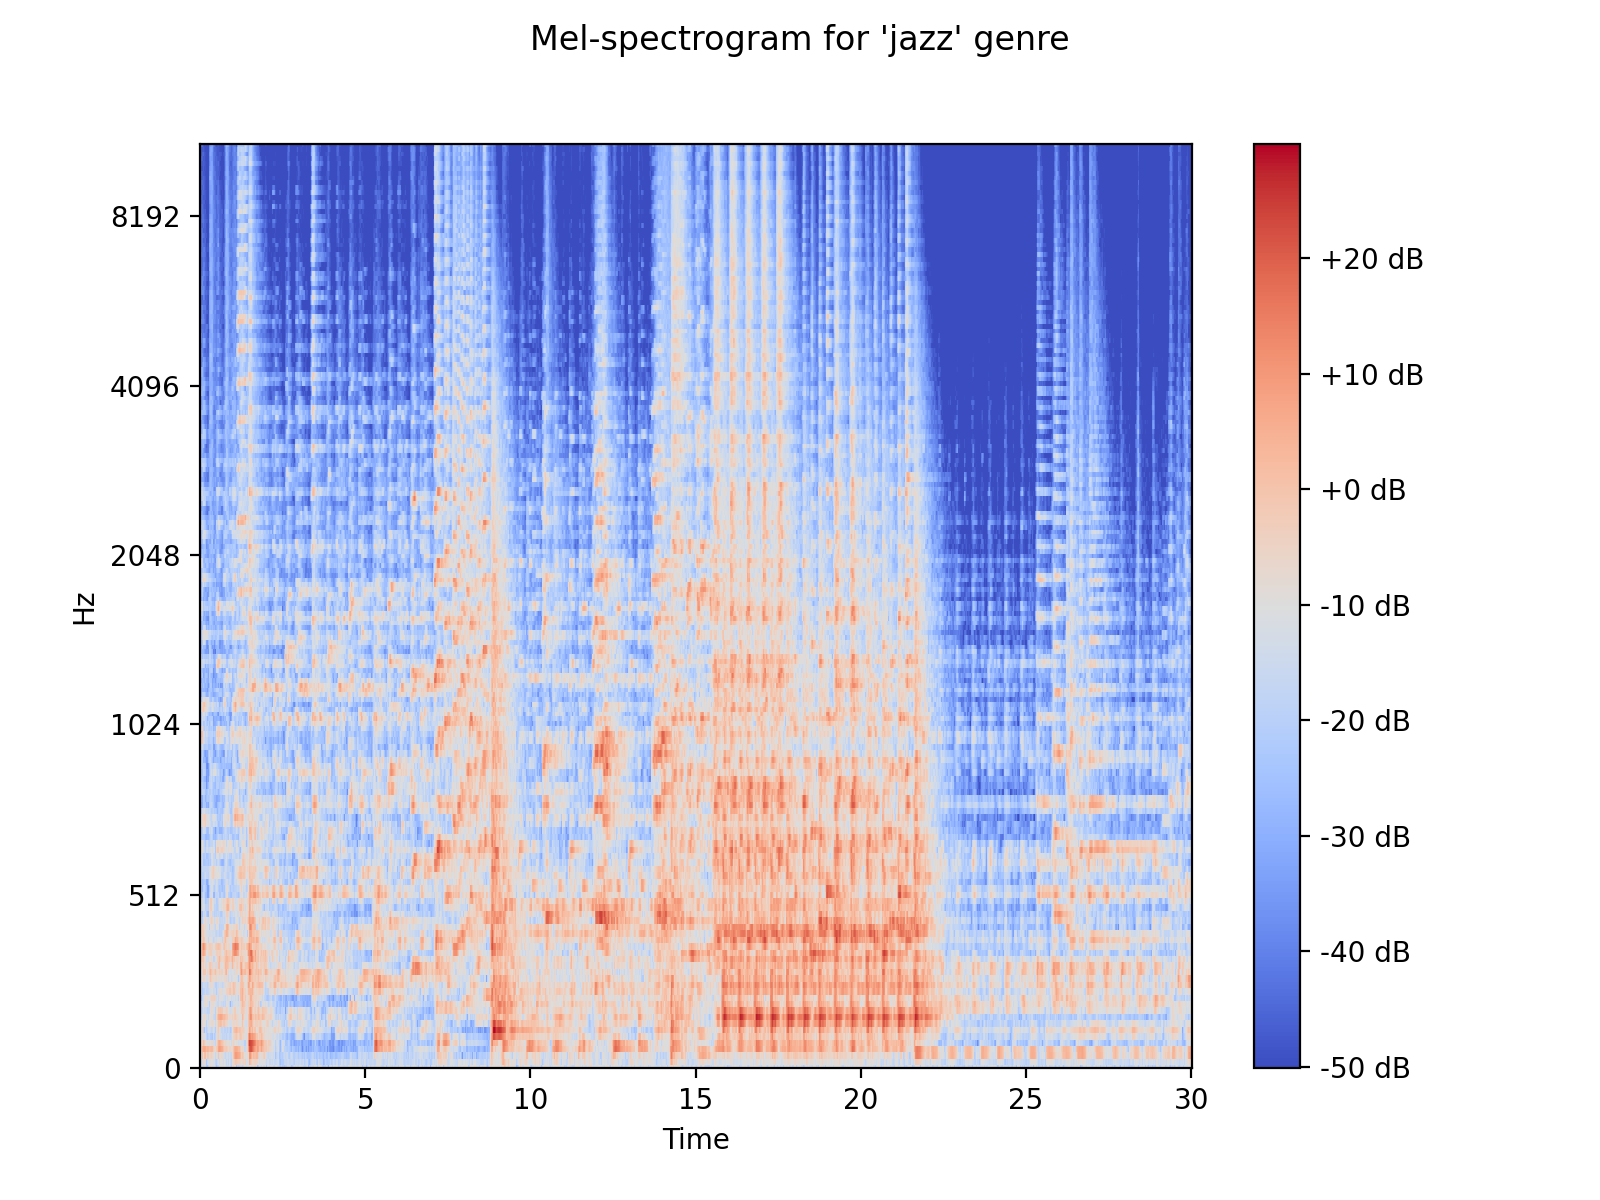 Mel-spectrogram for 'jazz' genre
8192
4096
2048
1024
512
0
Hz
0 5 10 15 20 25 30
Time
+20 dB
+10 dB
+0 dB
-10 dB
-20 dB
-30 dB
-40 dB
-50 dB